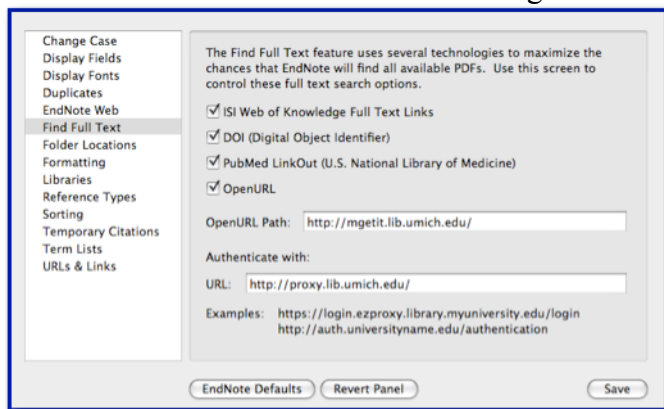 Change Case
Display Fields
Display Fonts
Duplicates
EndNote Web
Find Full Text
Folder Locations
Formatting
Libraries
Reference Types
Sorting
Temporary Citations
Term Lists
URLs & Links
The Find Full Text feature uses several technologies to maximize the
chances that EndNote will find all available PDFs. Use this screen to
control these full text search options.
ISI Web of Knowledge Full Text Links
DOI (Digital Object Identifier)
PubMed LinkOut (U.S. National Library of Medicine)
OpenURL
OpenURL Path: http://mgetit.lib.umich.edu/
Authenticate with:
URL: http://proxy.lib.umich.edu/
Examples: https://login.ezproxy.library.myuniversity.edu/login
http://auth.universityname.edu/authentication
EndNote Defaults Revert Panel Save